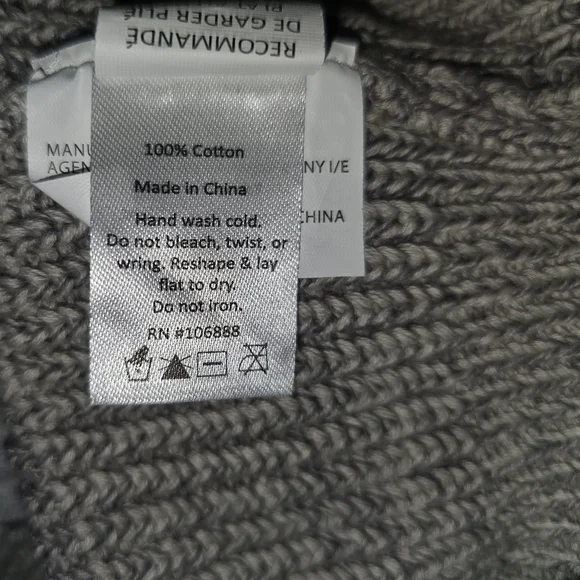 RECOMMANDÉ
DE GARDER PLIÉ
PLAT
MANU
AGEN
NY I/E
CHINA
100% Cotton
Made in China
Hand wash cold.
Do not bleach, twist, or
wring. Reshape & lay
flat to dry.
Do not iron.
RN #106888